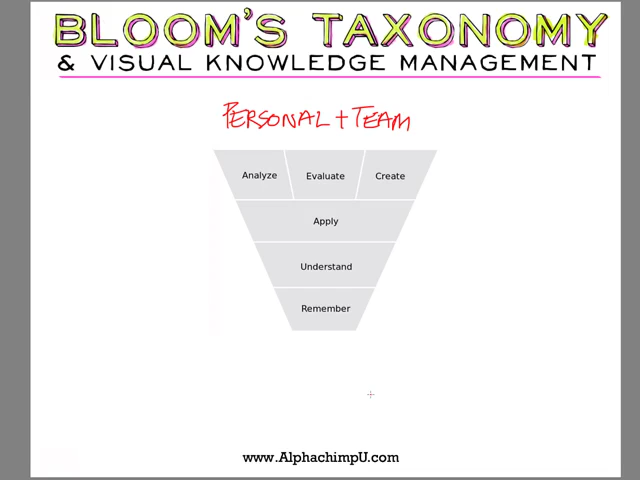 BLOOM'S TAXONOMY
& VISUAL KNOWLEDGE MANAGEMENT
PERSONAL + TEAM
Analyze Evaluate Create
Apply
Understand
Remember
www.AlphachimpU.com